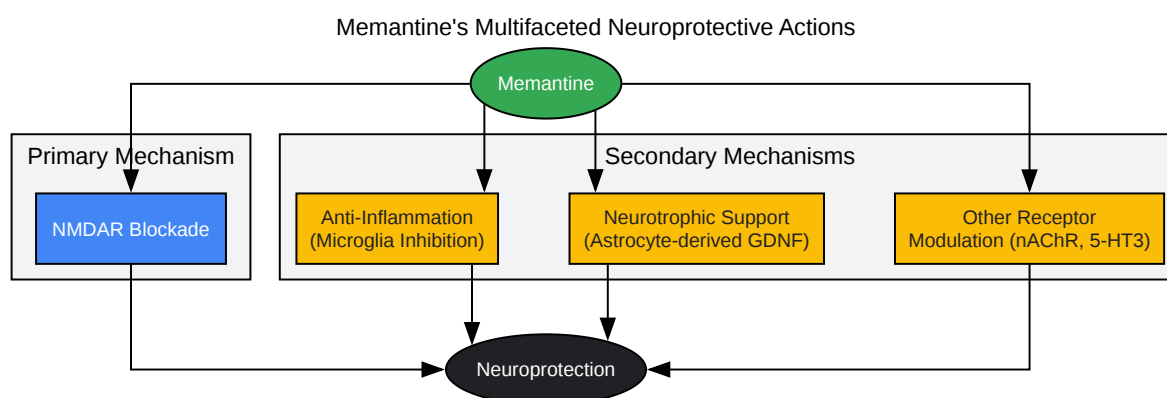 Memantine's Multifaceted Neuroprotective Actions
Memantine
Primary Mechanism
Secondary Mechanisms
NMDAR Blockade
Anti-Inflammation
(Microglia Inhibition)
Neurotrophic Support
(Astrocyte-derived GDNF)
Other Receptor
Modulation (nAChR, 5-HT3)
Neuroprotection